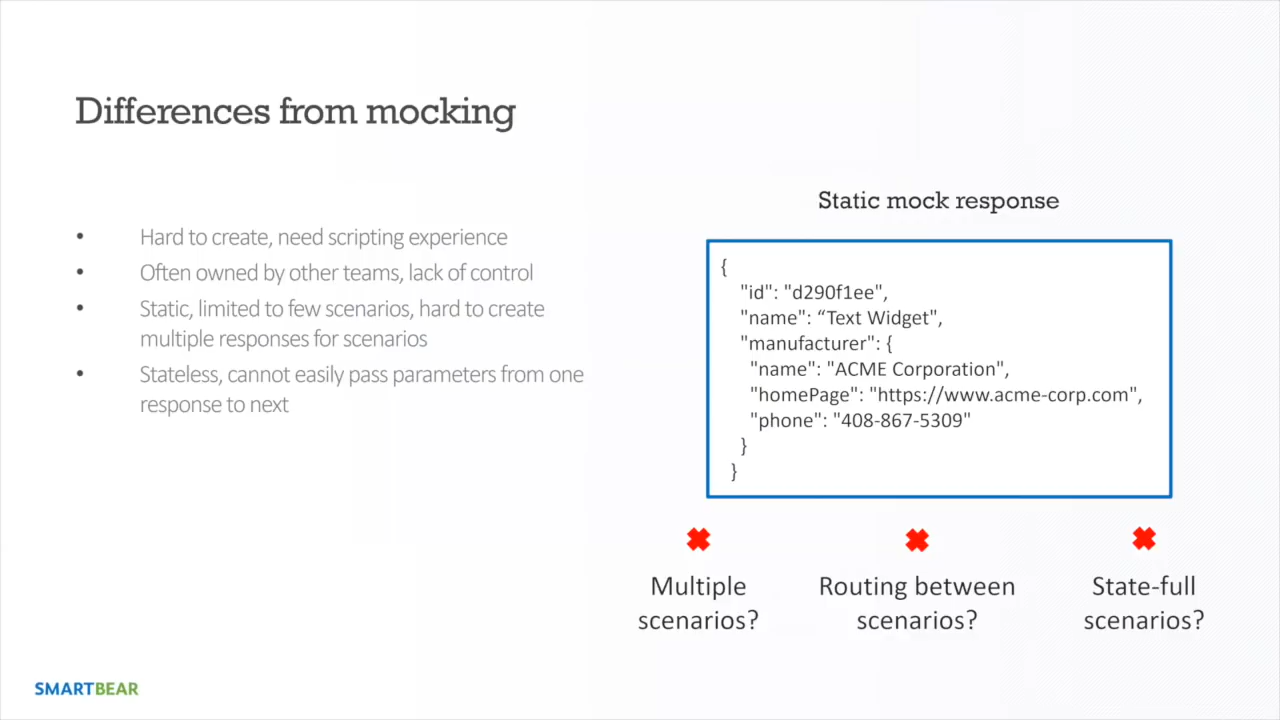 Differences from mocking
• Hard to create, need scripting experience
• Often owned by other teams, lack of control
• Static, limited to few scenarios, hard to create
multiple responses for scenarios
• Stateless, cannot easily pass parameters from one
response to next
Static mock response
{
"id": "d290f1ee",
"name": “Text Widget",
"manufacturer": {
"name": "ACME Corporation",
"homePage": "https://www.acme-corp.com",
"phone": "408-867-5309"
}
}
Multiple
scenarios?
Routing between
scenarios?
State-full
scenarios?
SMARTBEAR